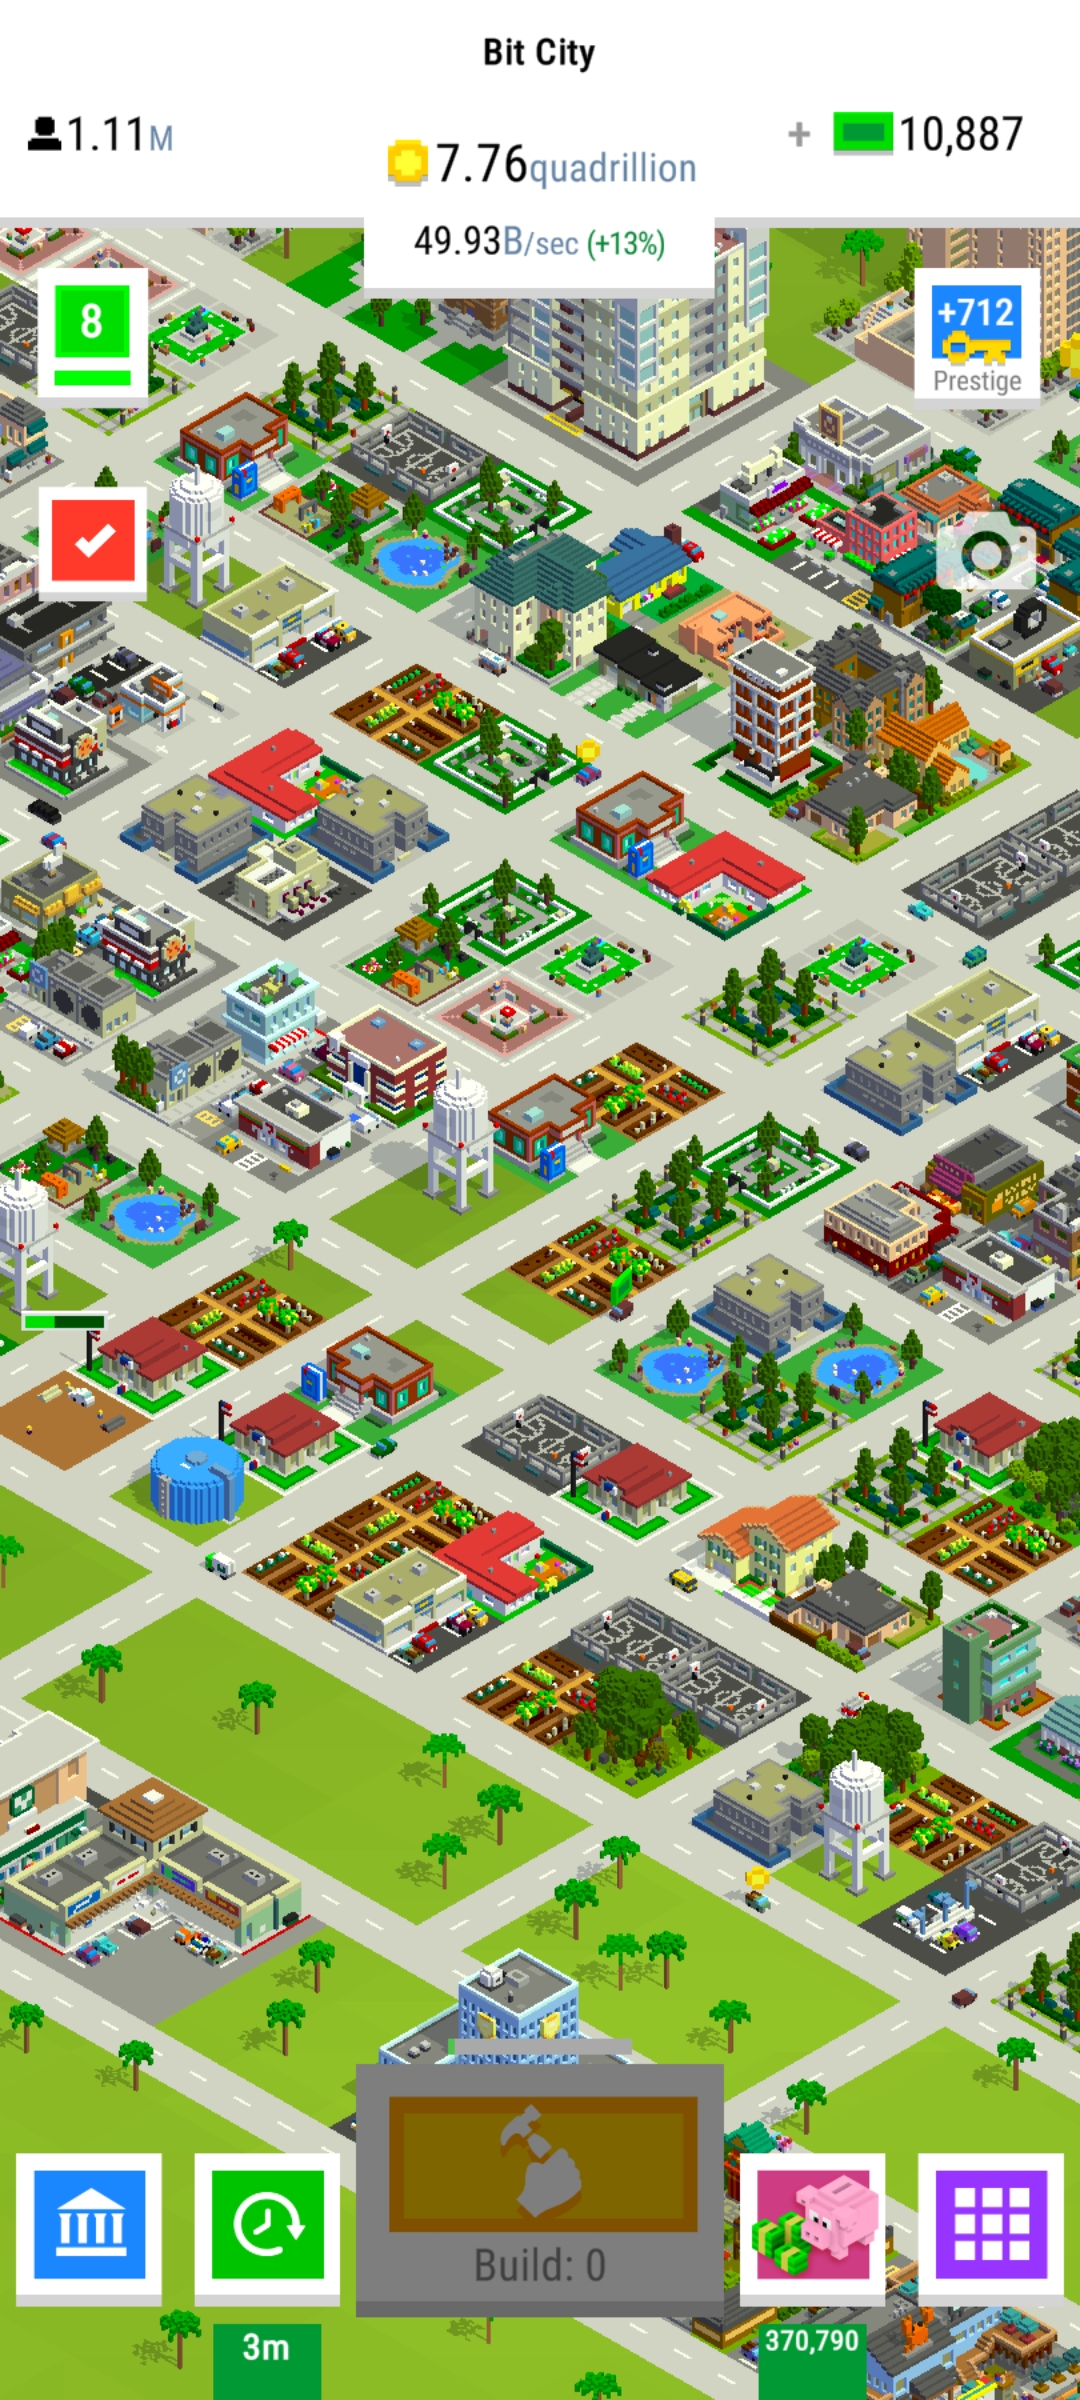 Bit City
1.11M
7.76quadrillion
+ 10,887
49.93B/sec (+13%)
8
+712
Prestige
Build: 0
3m
370,790